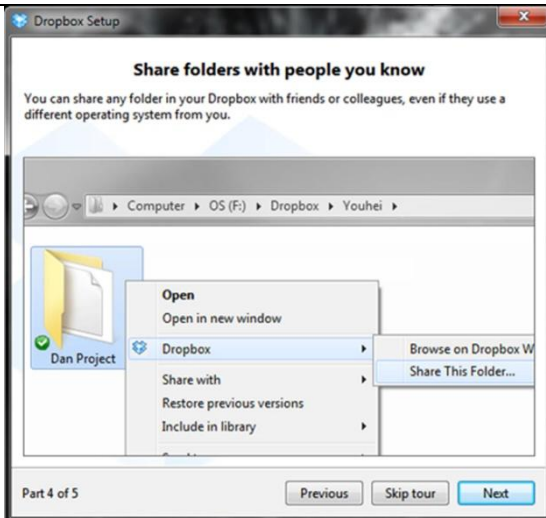 Dropbox Setup
Share folders with people you know
You can share any folder in your Dropbox with friends or colleagues, even if they use a
different operating system from you.
Computer ▸ OS (F:) ▸ Dropbox ▸ Youhei ▸
Open
Open in new window
Dan Project
Dropbox
Browse on Dropbox W
Share with
Share This Folder...
Restore previous versions
Include in library
Part 4 of 5
Previous
Skip tour
Next